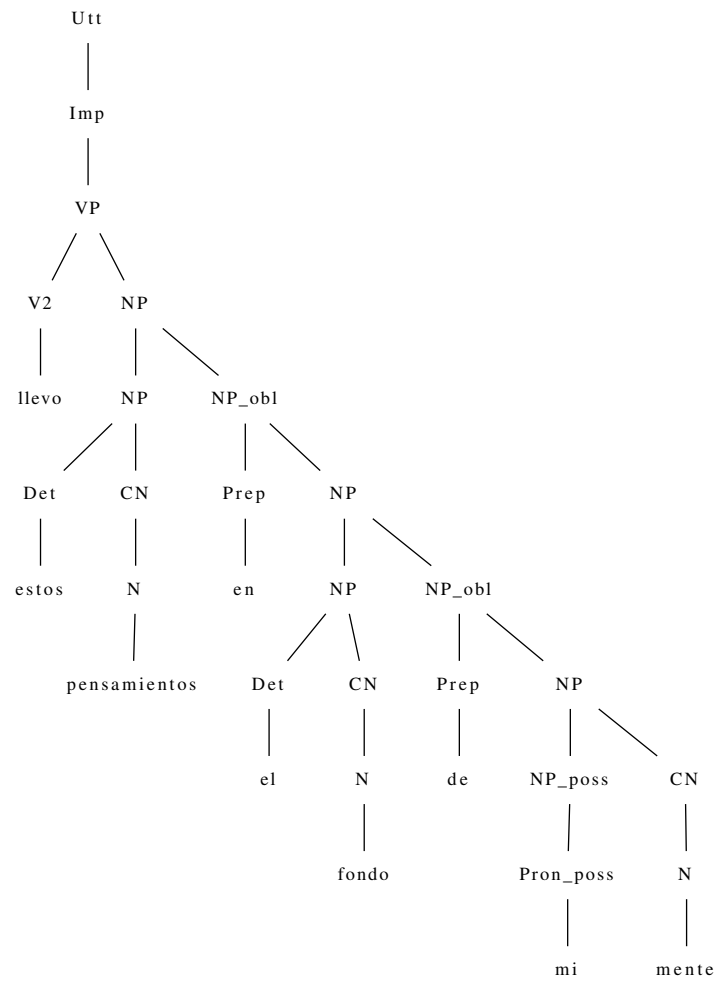 Utt
Imp
VP
V2 NP
llevo NP NP_obl
Det CN Prep NP
estos N en NP NP_obl
pensamientos Det CN Prep NP
el N de NP_poss CN
fondo Pron_poss N
mi mente